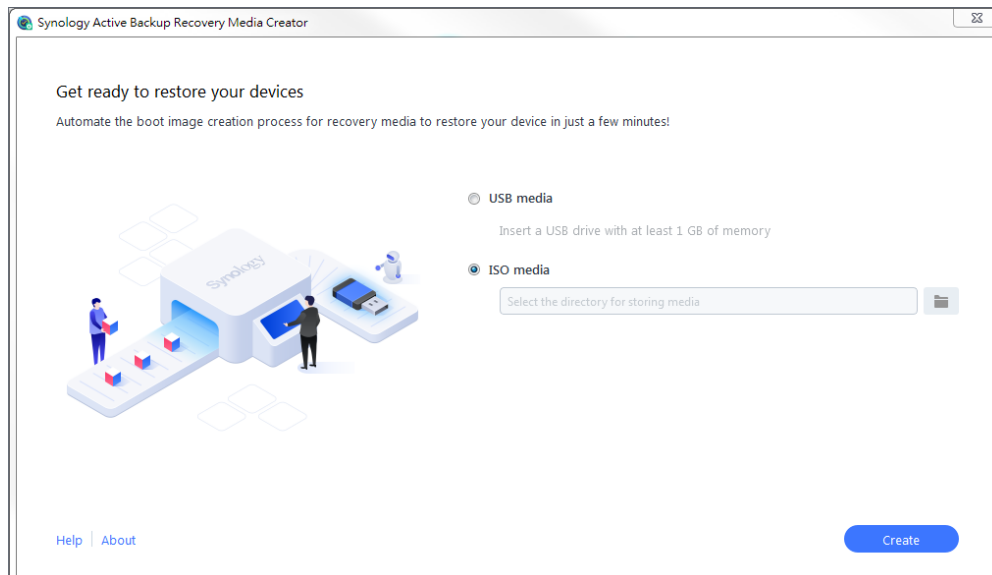 Synology Active Backup Recovery Media Creator
Get ready to restore your devices
Automate the boot image creation process for recovery media to restore your device in just a few minutes!
Synology
USB media
Insert a USB drive with at least 1 GB of memory
ISO media
Select the directory for storing media
Help
About
Create